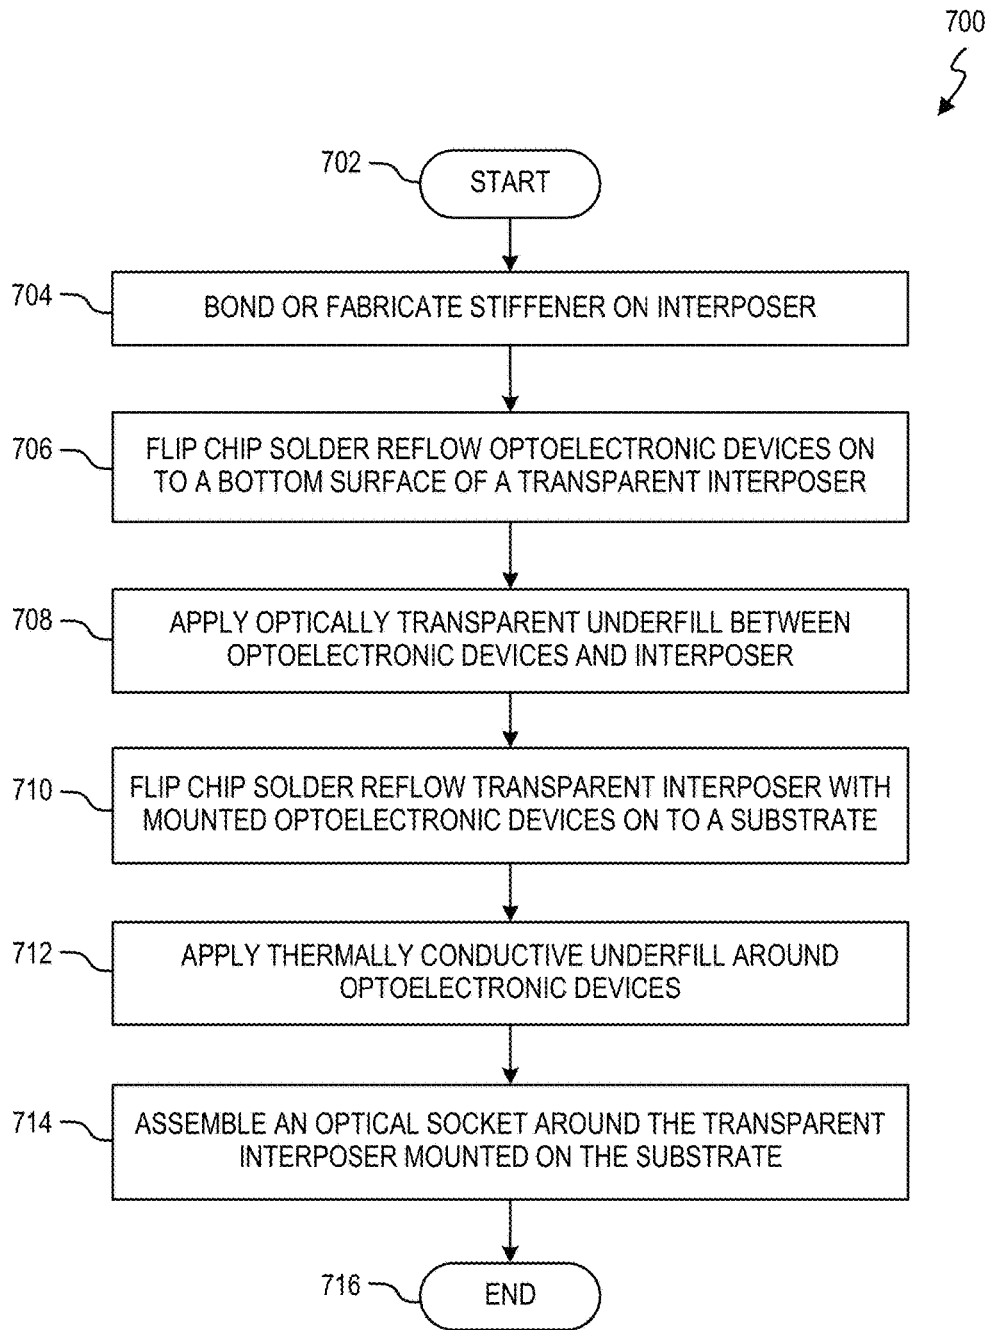 700
702
START
704
BOND OR FABRICATE STIFFENER ON INTERPOSER
706
FLIP CHIP SOLDER REFLOW OPTOELECTRONIC DEVICES ON
TO A BOTTOM SURFACE OF A TRANSPARENT INTERPOSER
708
APPLY OPTICALLY TRANSPARENT UNDERFILL BETWEEN
OPTOELECTRONIC DEVICES AND INTERPOSER
710
FLIP CHIP SOLDER REFLOW TRANSPARENT INTERPOSER WITH
MOUNTED OPTOELECTRONIC DEVICES ON TO A SUBSTRATE
712
APPLY THERMALLY CONDUCTIVE UNDERFILL AROUND
OPTOELECTRONIC DEVICES
714
ASSEMBLE AN OPTICAL SOCKET AROUND THE TRANSPARENT
INTERPOSER MOUNTED ON THE SUBSTRATE
716
END